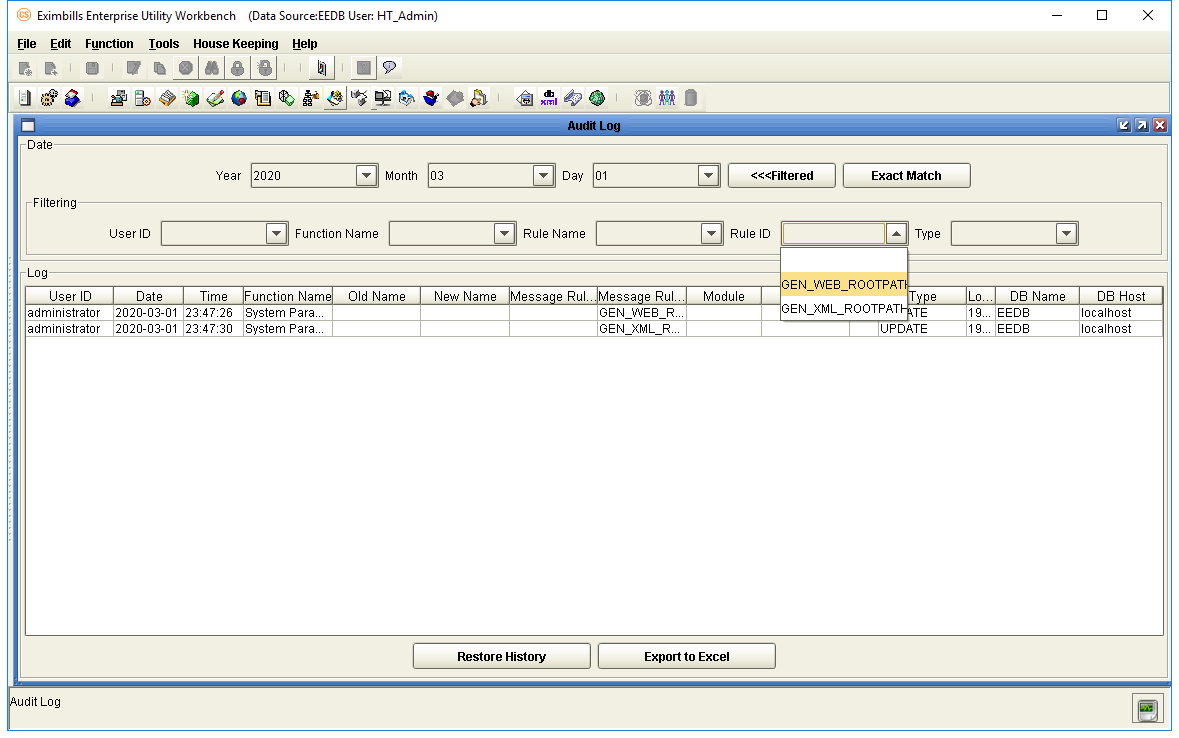 Eximbills Enterprise Utility Workbench (Data Source:EEDB User: HT_Admin)
File Edit Function Tools House Keeping Help
Audit Log
Date
Year 2020 Month 03 Day 01 <<<Filtered Exact Match
Filtering
User ID Function Name Rule Name Rule ID Type
GEN_WEB_ROOTPATH
GEN_XML_ROOTPATH
Log
User ID Date Time Function Name Old Name New Name Message Rul... Message Rul... Module Type Lo... DB Name DB Host
administrator 2020-03-01 23:47:26 System Para... GEN_WEB_R... ATE 19... EEDB localhost
administrator 2020-03-01 23:47:30 System Para... GEN_XML_R... UPDATE 19... EEDB localhost
Restore History Export to Excel
Audit Log